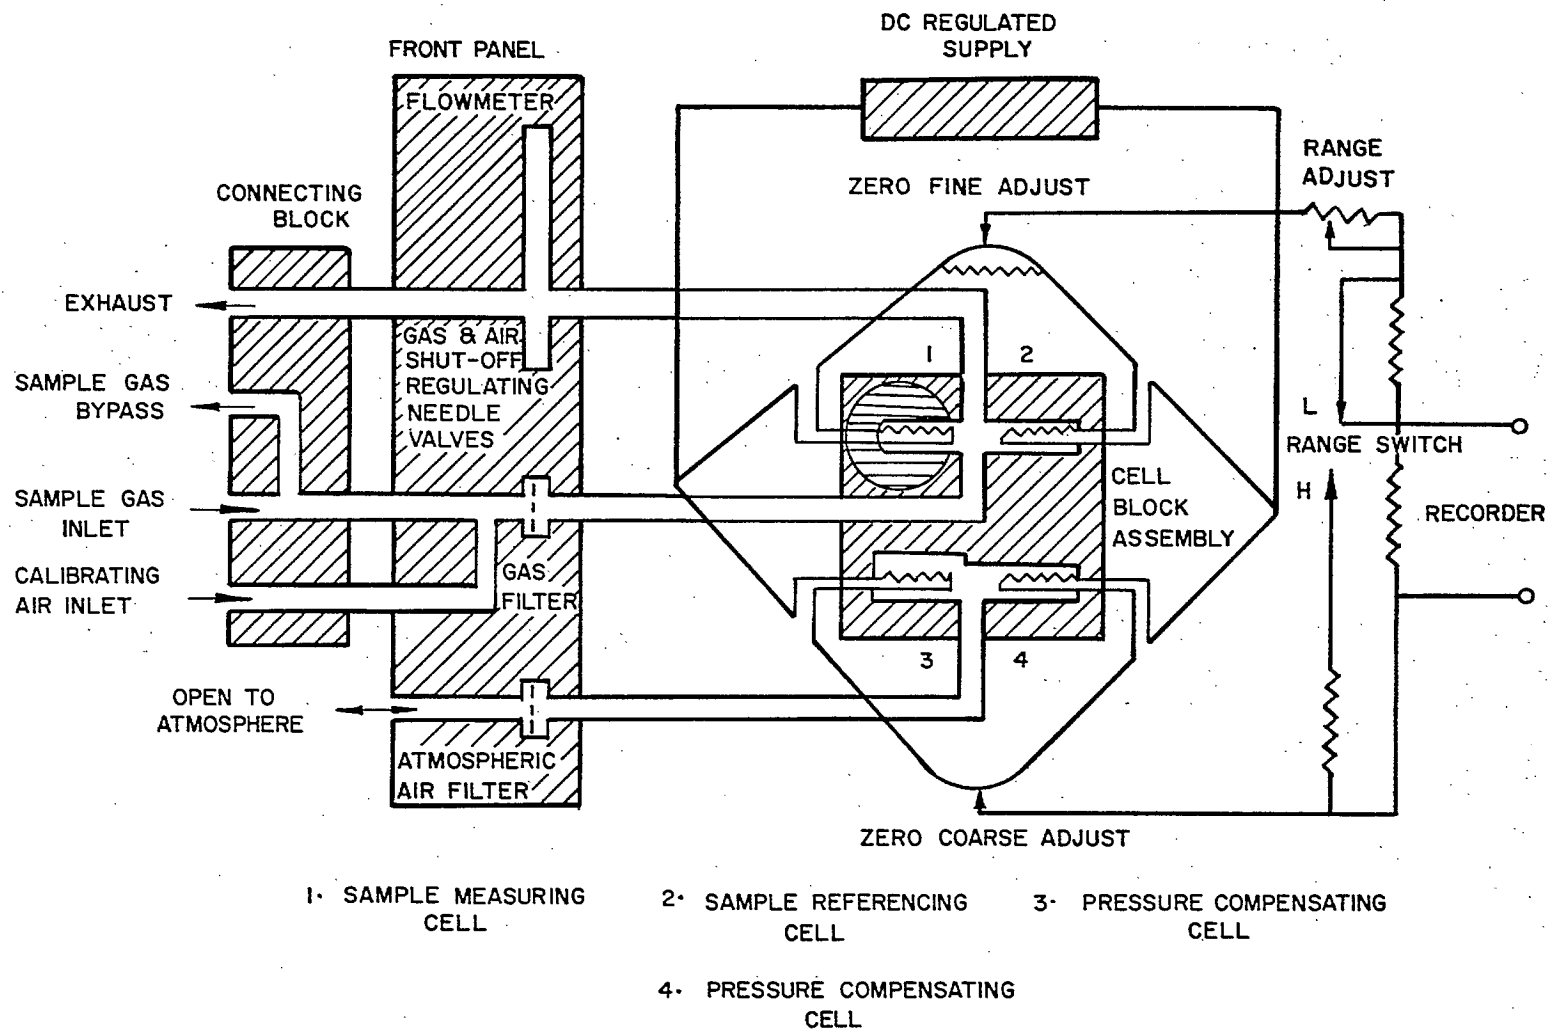 DC REGULATED
SUPPLY
FRONT PANEL
FLOWMETER
RANGE
ADJUST
ZERO FINE ADJUST
CONNECTING
BLOCK
EXHAUST
GAS & AIR
SHUT-OFF
REGULATING
NEEDLE
VALVES
1
2
SAMPLE GAS
BYPASS
L
RANGE SWITCH
H
CELL
BLOCK
ASSEMBLY
SAMPLE GAS
INLET
RECORDER
CALIBRATING
AIR INLET
GAS
FILTER
3
4
OPEN TO
ATMOSPHERE
ATMOSPHERIC
AIR FILTER
ZERO COARSE ADJUST
1. SAMPLE MEASURING
CELL
2. SAMPLE REFERENCING
CELL
3. PRESSURE COMPENSATING
CELL
4. PRESSURE COMPENSATING
CELL